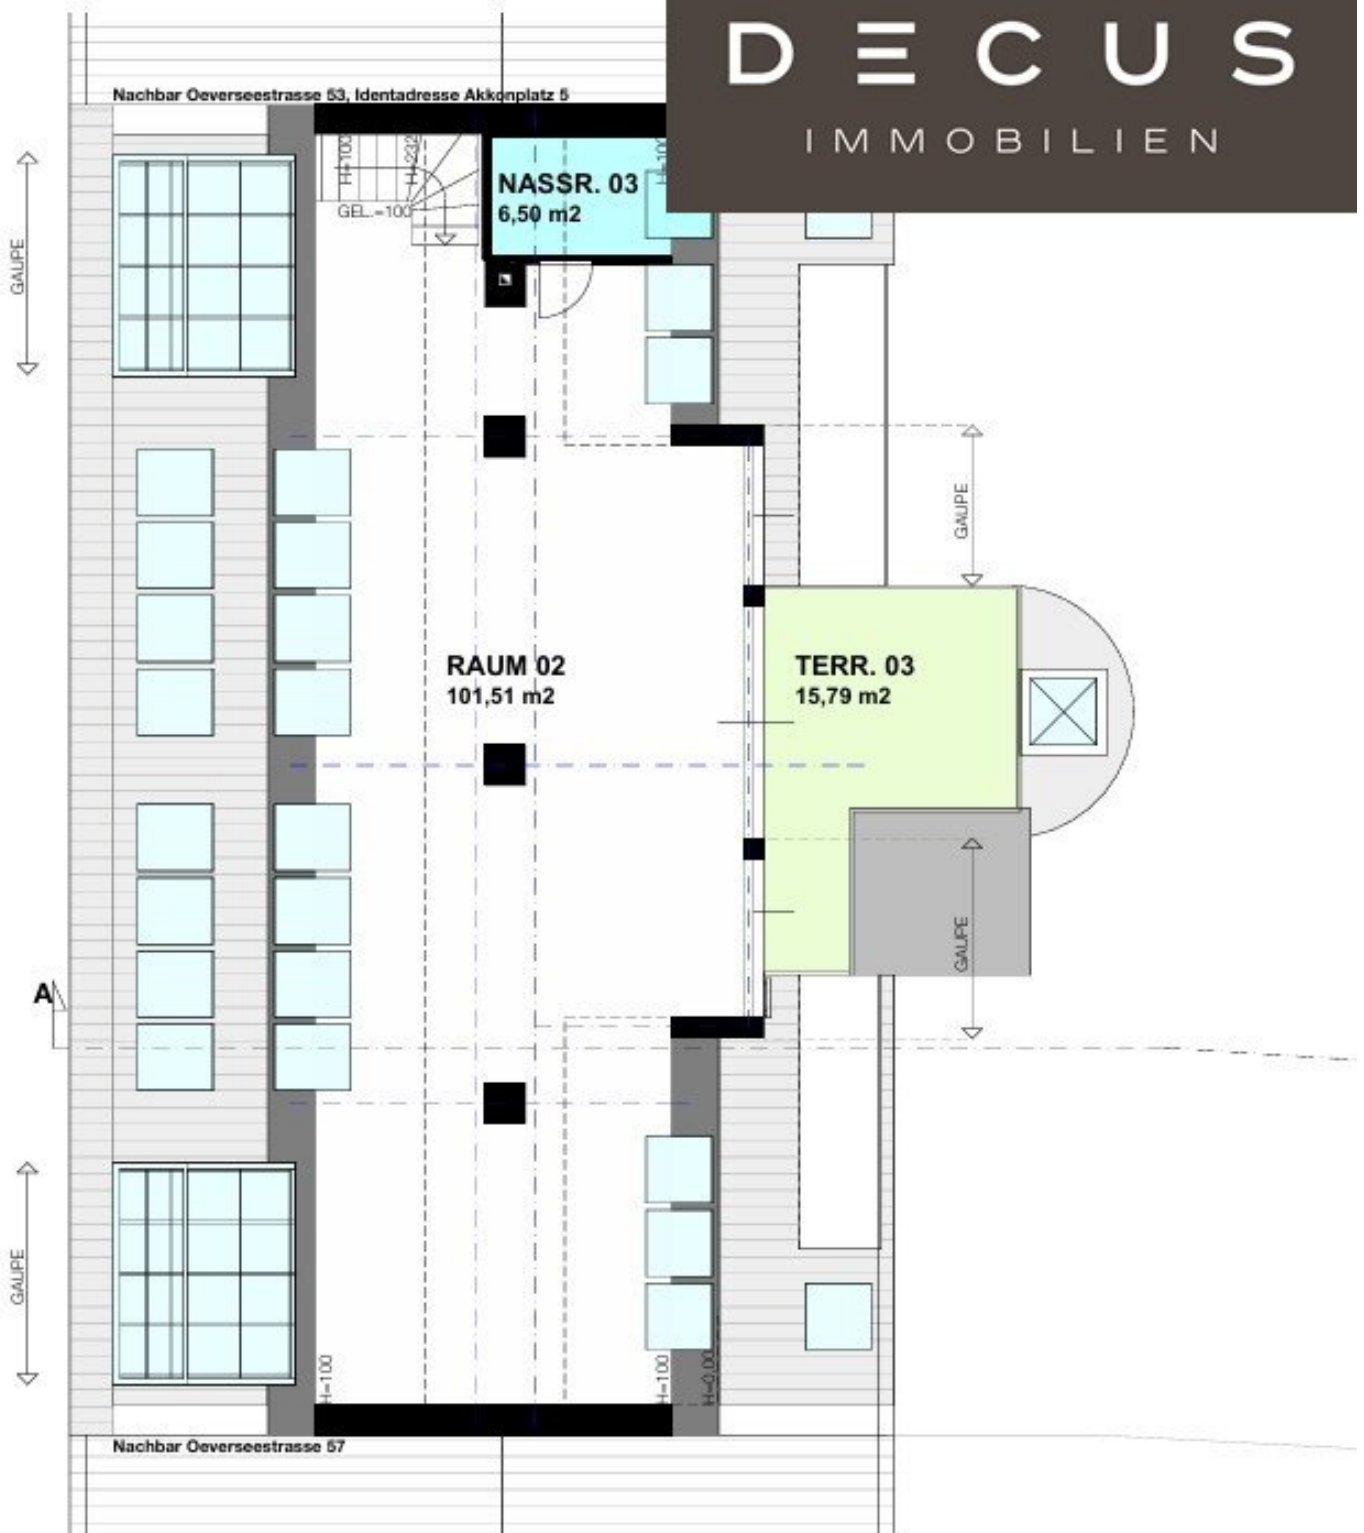 DECUS
IMMOBILIEN
Nachbar Oeverseestrasse 53, Identadresse Akkonplatz 5
H=100
H=232
H=100
NASSR. 03
6,50 m2
GEL.=100
GAUPE
GAUPE
RAUM 02
101,51 m2
TERR. 03
15,79 m2
GAUPE
A
GAUPE
H=100
H=100
H=0,00
Nachbar Oeverseestrasse 57